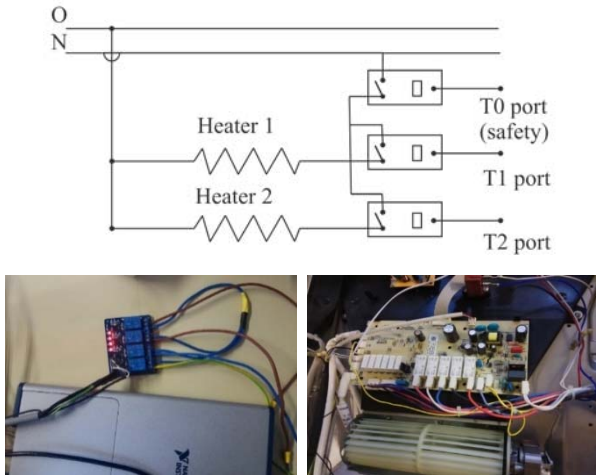 O
N
T0 port
(safety)
Heater 1
T1 port
Heater 2
T2 port